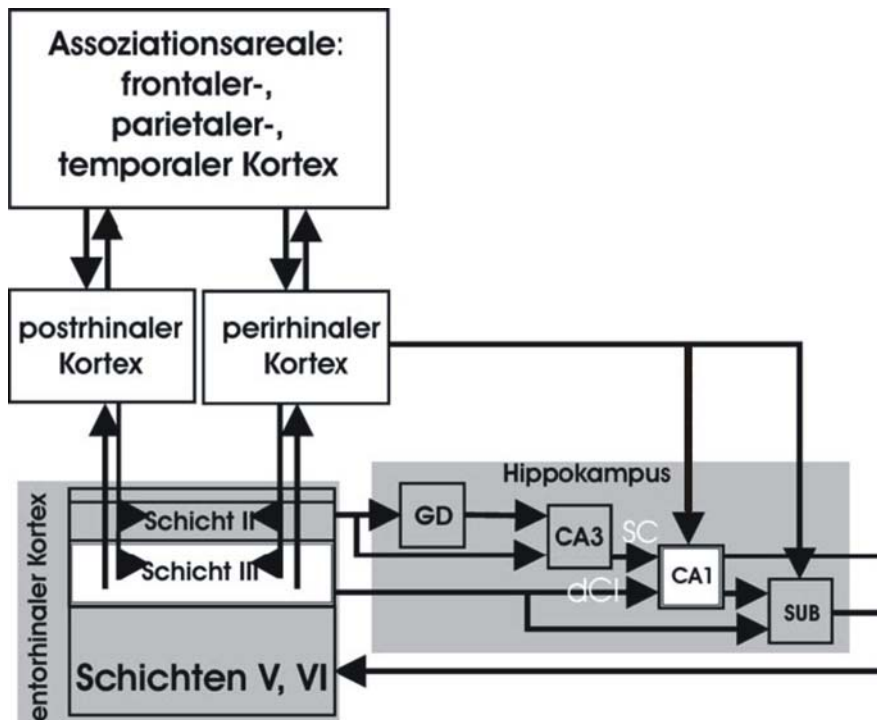 Assoziationsareale:
frontaler-,
parietaler-,
temporaler Kortex
postrhinaler
Kortex
perirhinaler
Kortex
entorhinaler Kortex
Schicht II
Schicht III
Schichten V, VI
Hippokampus
GD
CA3
SC
CA1
dCI
SUB